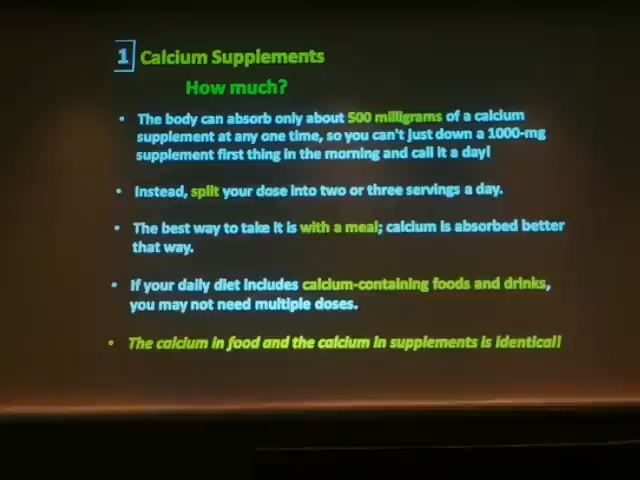 1 Calcium Supplements
How much?
• The body can absorb only about 500 milligrams of a calcium
supplement at any one time, so you can't just down a 1000-mg
supplement first thing in the morning and call it a day!
• Instead, split your dose into two or three servings a day.
• The best way to take it is with a meal; calcium is absorbed better
that way.
• If your daily diet includes calcium-containing foods and drinks,
you may not need multiple doses.
• The calcium in food and the calcium in supplements is identical!